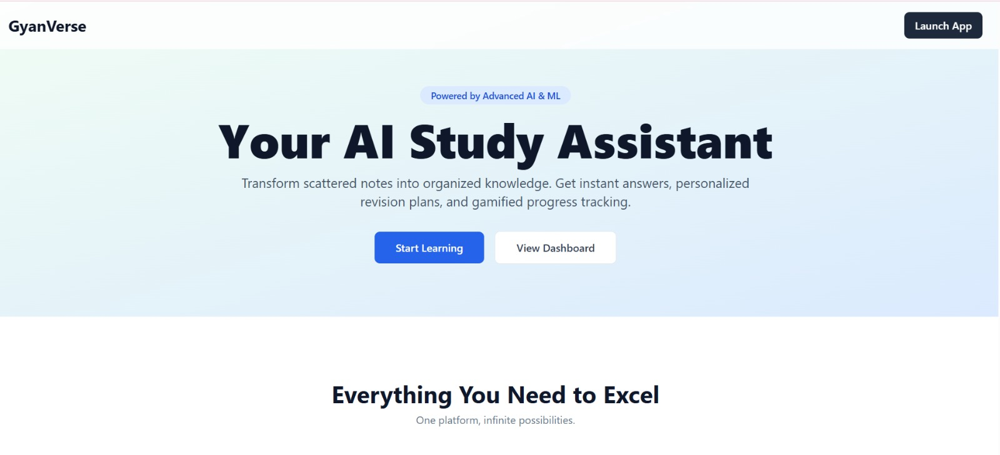 GyanVerse
Launch App
Powered by Advanced AI & ML
Your AI Study Assistant
Transform scattered notes into organized knowledge. Get instant answers, personalized
revision plans, and gamified progress tracking.
Start Learning
View Dashboard
Everything You Need to Excel
One platform, infinite possibilities.